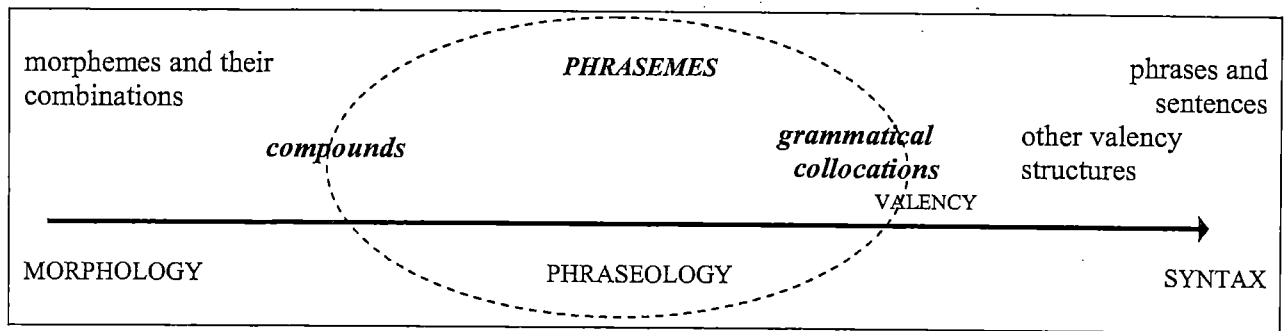 morphemes and their
combinations
PHRASEMES
phrases and
sentences
compounds
grammatical
collocations
other valency
structures
VALENCY
MORPHOLOGY
PHRASEOLOGY
SYNTAX